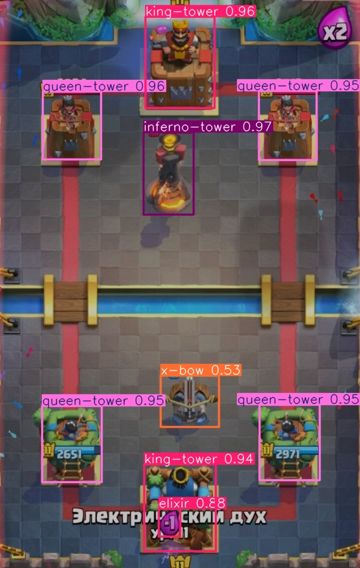 king-tower 0.96
x2
queen-tower 0.96
queen-tower 0.95
inferno-tower 0.97
x-bow 0.53
queen-tower 0.95
queen-tower 0.95
2651
2971
king-tower 0.94
elixir 0.88
Электрический дух
-1